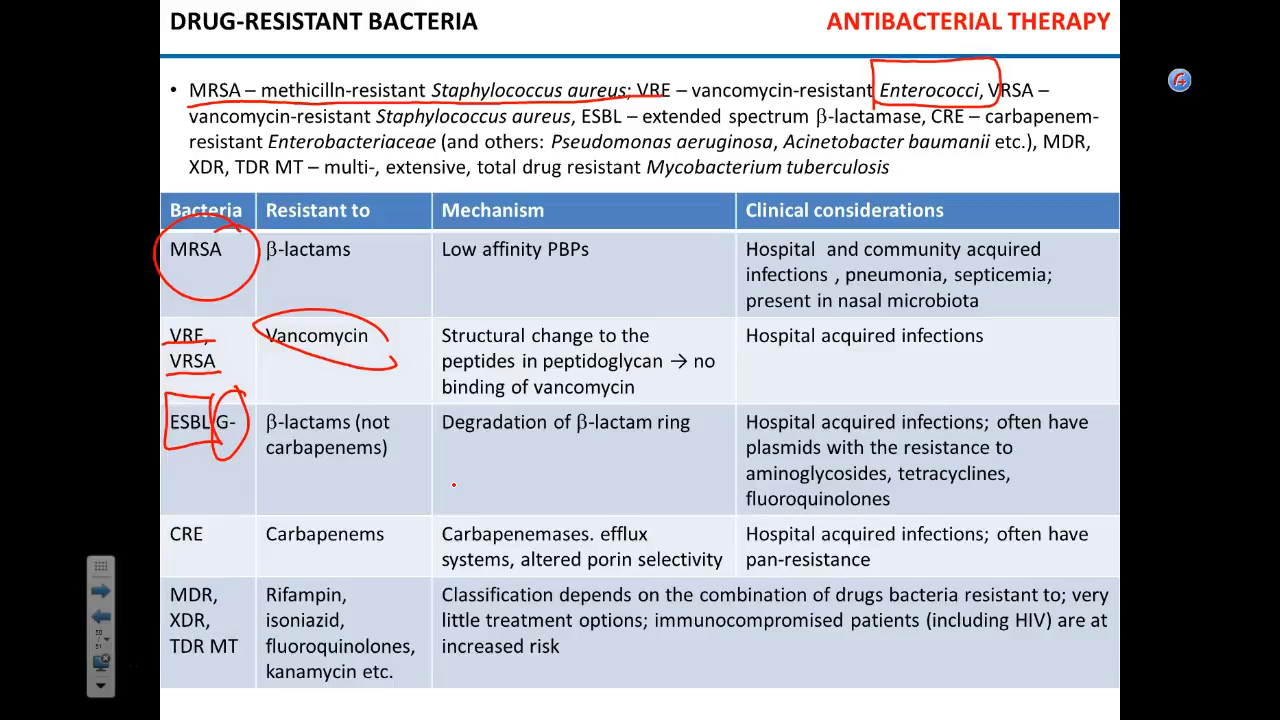 DRUG-RESISTANT BACTERIA
ANTIBACTERIAL THERAPY
• MRSA – methicilln-resistant Staphylococcus aureus; VRE – vancomycin-resistant Enterococci, VRSA –
vancomycin-resistant Staphylococcus aureus, ESBL – extended spectrum β-lactamase, CRE – carbapenem-
resistant Enterobacteriaceae (and others: Pseudomonas aeruginosa, Acinetobacter baumanii etc.), MDR,
XDR, TDR MT – multi-, extensive, total drug resistant Mycobacterium tuberculosis
Bacteria Resistant to Mechanism Clinical considerations
MRSA
β-lactams
Low affinity PBPs
Hospital and community acquired
infections , pneumonia, septicemia;
present in nasal microbiota
VRE,
VRSA
Vancomycin
Structural change to the
peptides in peptidoglycan → no
binding of vancomycin
Hospital acquired infections
ESBL G-
β-lactams (not
carbapenems)
Degradation of β-lactam ring
Hospital acquired infections; often have
plasmids with the resistance to
aminoglycosides, tetracyclines,
fluoroquinolones
CRE
Carbapenems
Carbapenemases. efflux
systems, altered porin selectivity
Hospital acquired infections; often have
pan-resistance
MDR,
XDR,
TDR MT
Rifampin,
isoniazid,
fluoroquinolones,
kanamycin etc.
Classification depends on the combination of drugs bacteria resistant to; very
little treatment options; immunocompromised patients (including HIV) are at
increased risk